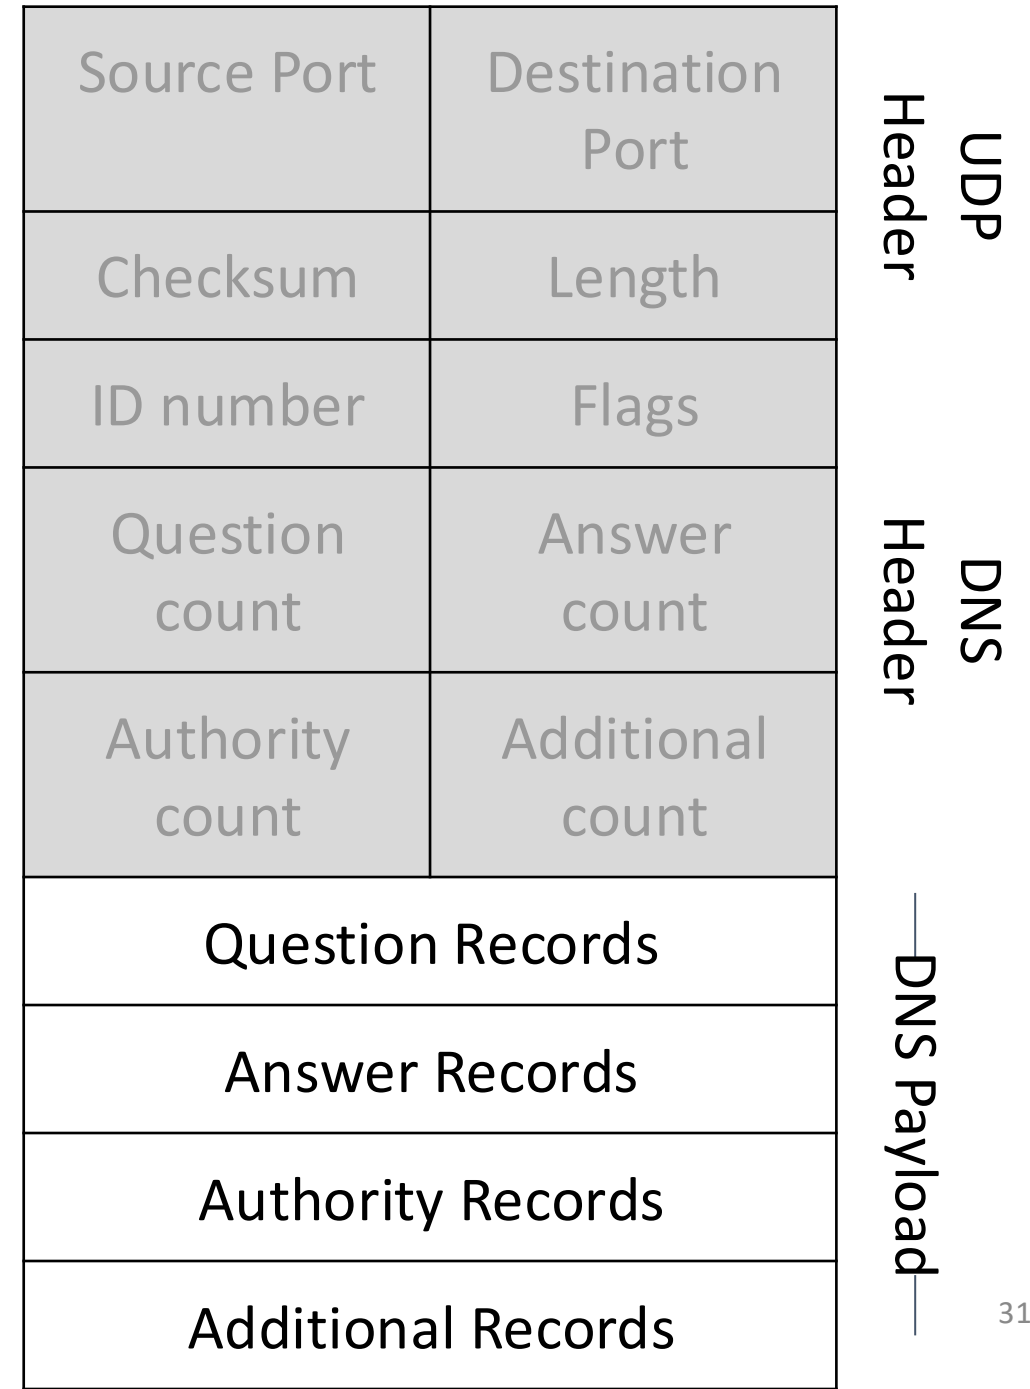 Source Port
Destination
Port
UDP
Header
Checksum
Length
ID number
Flags
Question
count
Answer
count
DNS
Header
Authority
count
Additional
count
Question Records
Answer Records
Authority Records
Additional Records
DNS Payload
31